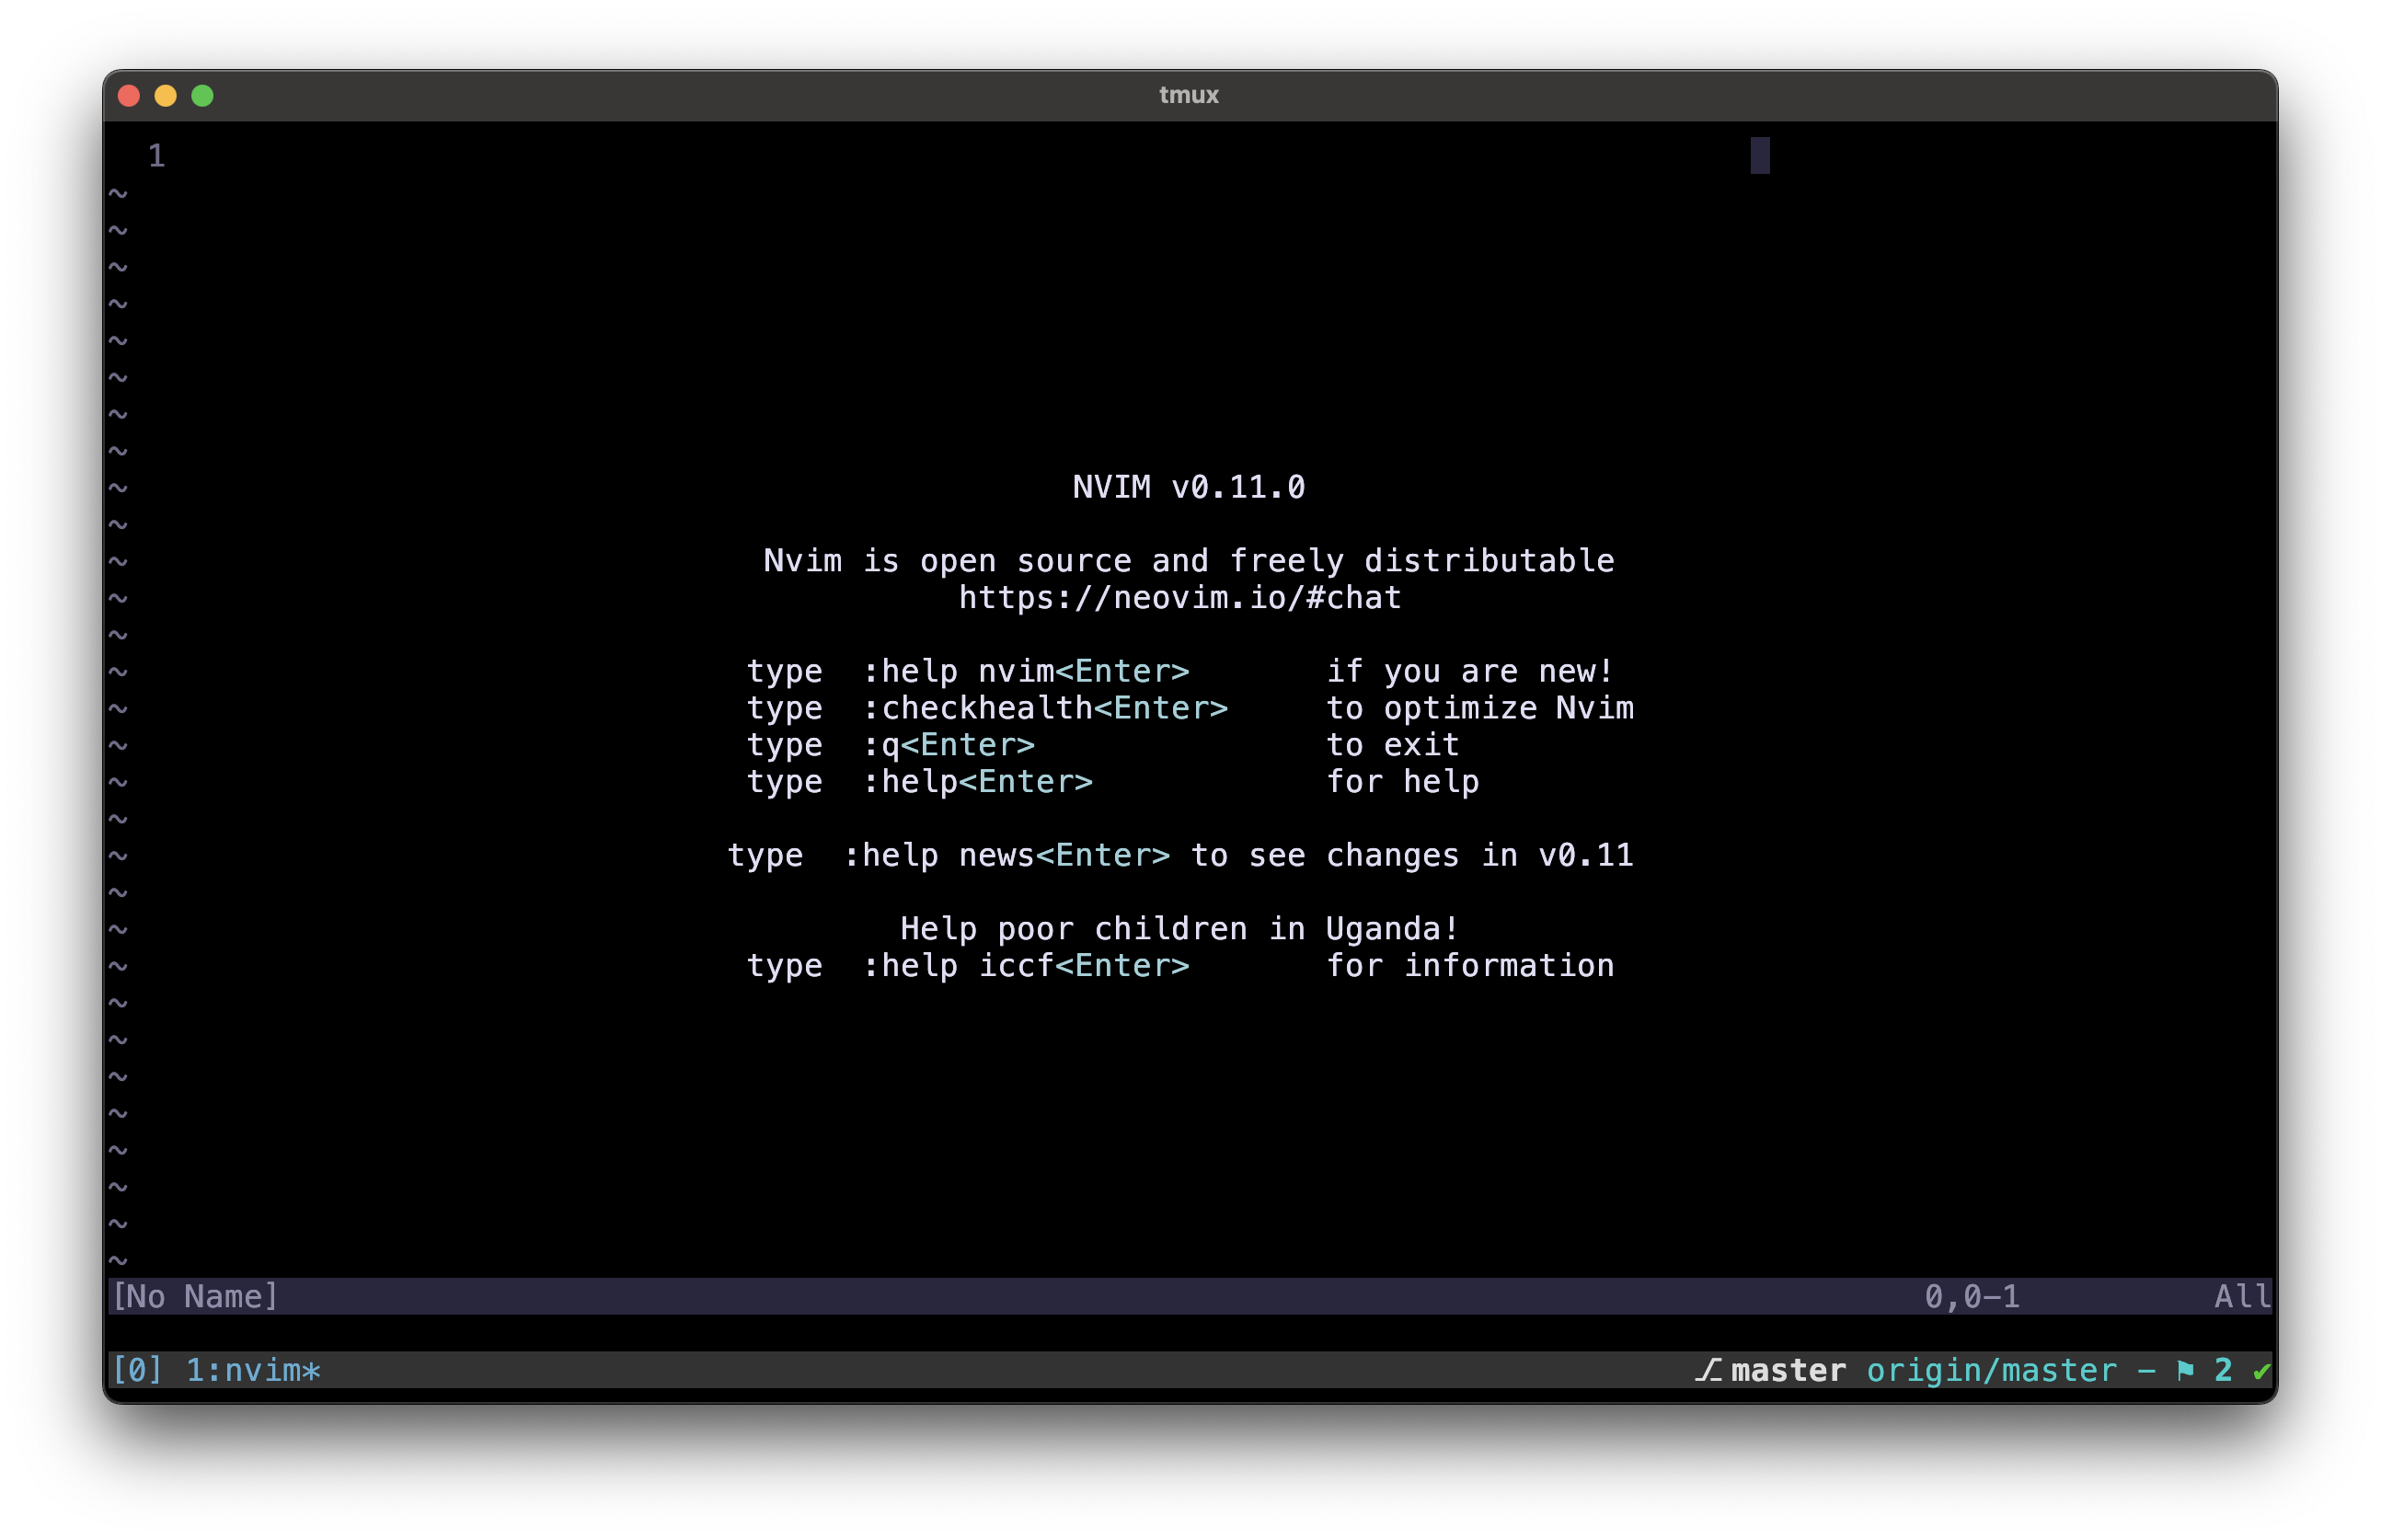 tmux
1
~
~
~
~
~
~
~
~
~ NVIM v0.11.0
~
~ Nvim is open source and freely distributable
~ https://neovim.io/#chat
~
~ type :help nvim<Enter> if you are new!
~ type :checkhealth<Enter> to optimize Nvim
~ type :q<Enter> to exit
~ type :help<Enter> for help
~
~ type :help news<Enter> to see changes in v0.11
~
~ Help poor children in Uganda!
~ type :help iccf<Enter> for information
~
~
~
~
~
~
~
~
[No Name] 0,0-1 All
[0] 1:nvim* ⎇ master origin/master - ⚑ 2 ✔